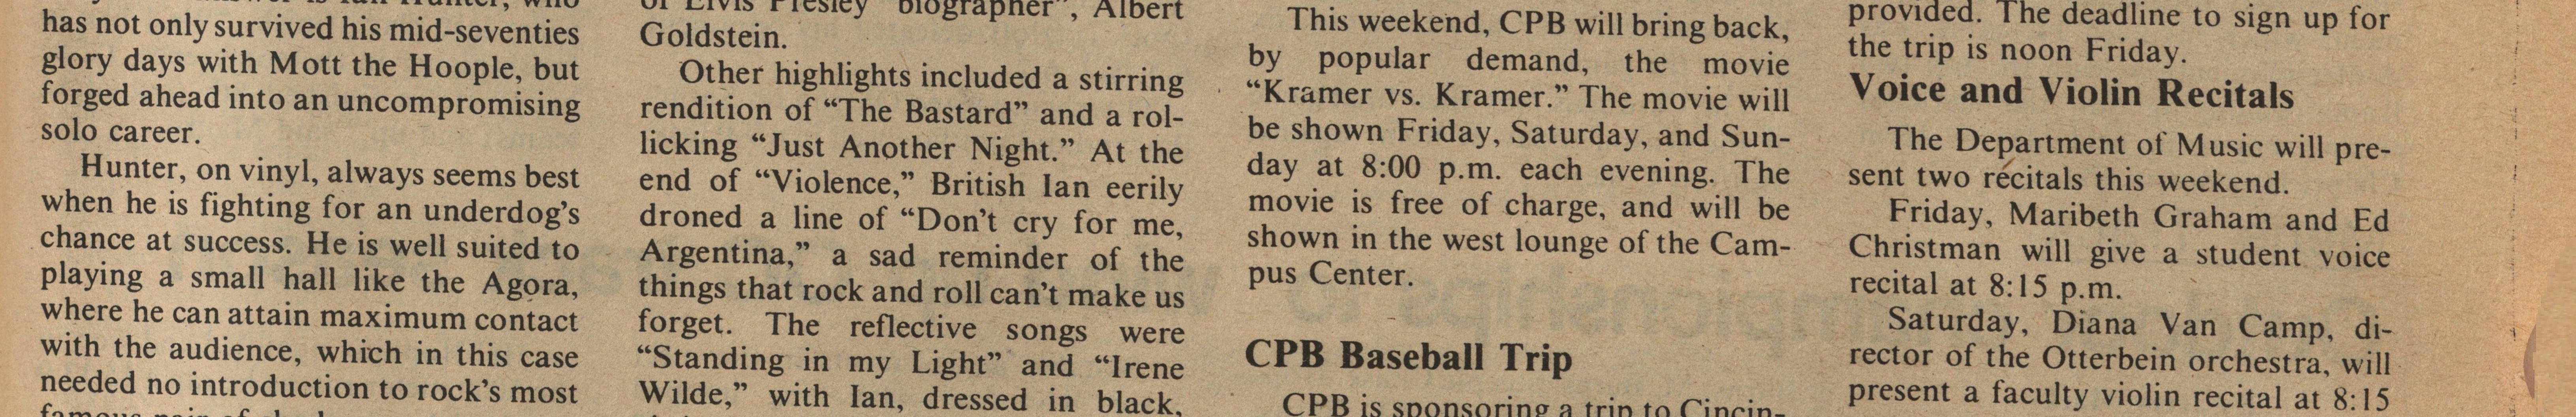 has not only survived his mid-seventies
glory days with Mott the Hoople, but
forged ahead into an uncompromising
solo career.
Hunter, on vinyl, always seems best
when he is fighting for an underdog's
chance at success. He is well suited to
playing a small hall like the Agora,
where he can attain maximum contact
with the audience, which in this case
needed no introduction to rock's most
of Elvis Presley "biographer", Albert
Goldstein.
Other highlights included a stirring
rendition of "The Bastard" and a rol-
licking "Just Another Night." At the
end of "Violence," British Ian eerily
droned a line of "Don't cry for me,
Argentina," a sad reminder of the
things that rock and roll can't make us
forget. The reflective songs were
"Standing in my Light" and "Irene
Wilde," with Ian, dressed in black,
This weekend, CPB will bring back,
by popular demand, the movie
"Kramer vs. Kramer." The movie will
be shown Friday, Saturday, and Sun-
day at 8:00 p.m. each evening. The
movie is free of charge, and will be
shown in the west lounge of the Cam-
pus Center.
CPB Baseball Trip
CPB is sponsoring a trip to Cincin-
provided. The deadline to sign up for
the trip is noon Friday.
Voice and Violin Recitals
The Department of Music will pre-
sent two recitals this weekend.
Friday, Maribeth Graham and Ed
Christman will give a student voice
recital at 8:15 p.m.
Saturday, Diana Van Camp, di-
rector of the Otterbein orchestra, will
present a faculty violin recital at 8:15